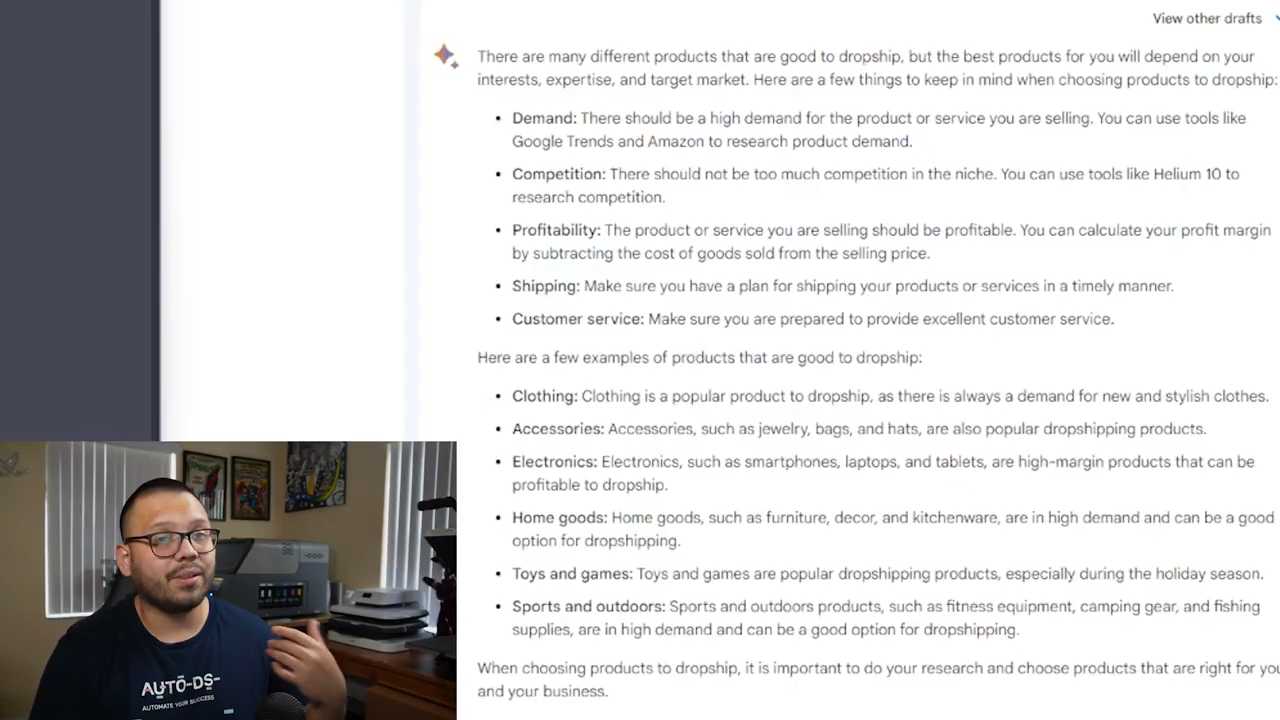 View other drafts
There are many different products that are good to dropship, but the best products for you will depend on your
interests, expertise, and target market. Here are a few things to keep in mind when choosing products to dropship:
• Demand: There should be a high demand for the product or service you are selling. You can use tools like
Google Trends and Amazon to research product demand.
• Competition: There should not be too much competition in the niche. You can use tools like Helium 10 to
research competition.
• Profitability: The product or service you are selling should be profitable. You can calculate your profit margin
by subtracting the cost of goods sold from the selling price.
• Shipping: Make sure you have a plan for shipping your products or services in a timely manner.
• Customer service: Make sure you are prepared to provide excellent customer service.
Here are a few examples of products that are good to dropship:
• Clothing: Clothing is a popular product to dropship, as there is always a demand for new and stylish clothes.
• Accessories: Accessories, such as jewelry, bags, and hats, are also popular dropshipping products.
• Electronics: Electronics, such as smartphones, laptops, and tablets, are high-margin products that can be
profitable to dropship.
• Home goods: Home goods, such as furniture, decor, and kitchenware, are in high demand and can be a good
option for dropshipping.
• Toys and games: Toys and games are popular dropshipping products, especially during the holiday season.
• Sports and outdoors: Sports and outdoors products, such as fitness equipment, camping gear, and fishing
supplies, are in high demand and can be a good option for dropshipping.
When choosing products to dropship, it is important to do your research and choose products that are right for you
and your business.
AUTO-DS-
AUTOMATE YOUR SUCCESS